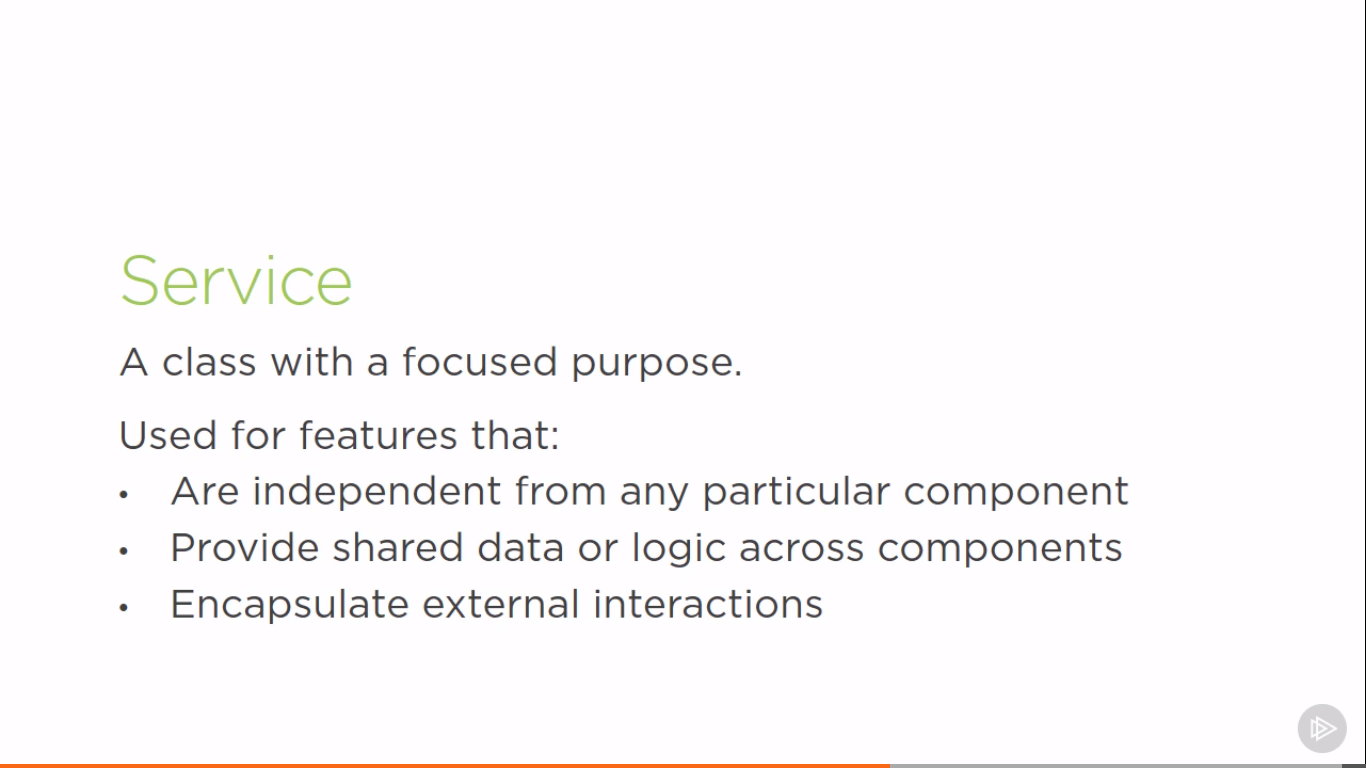 Service
A class with a focused purpose.
Used for features that:
• Are independent from any particular component
• Provide shared data or logic across components
• Encapsulate external interactions